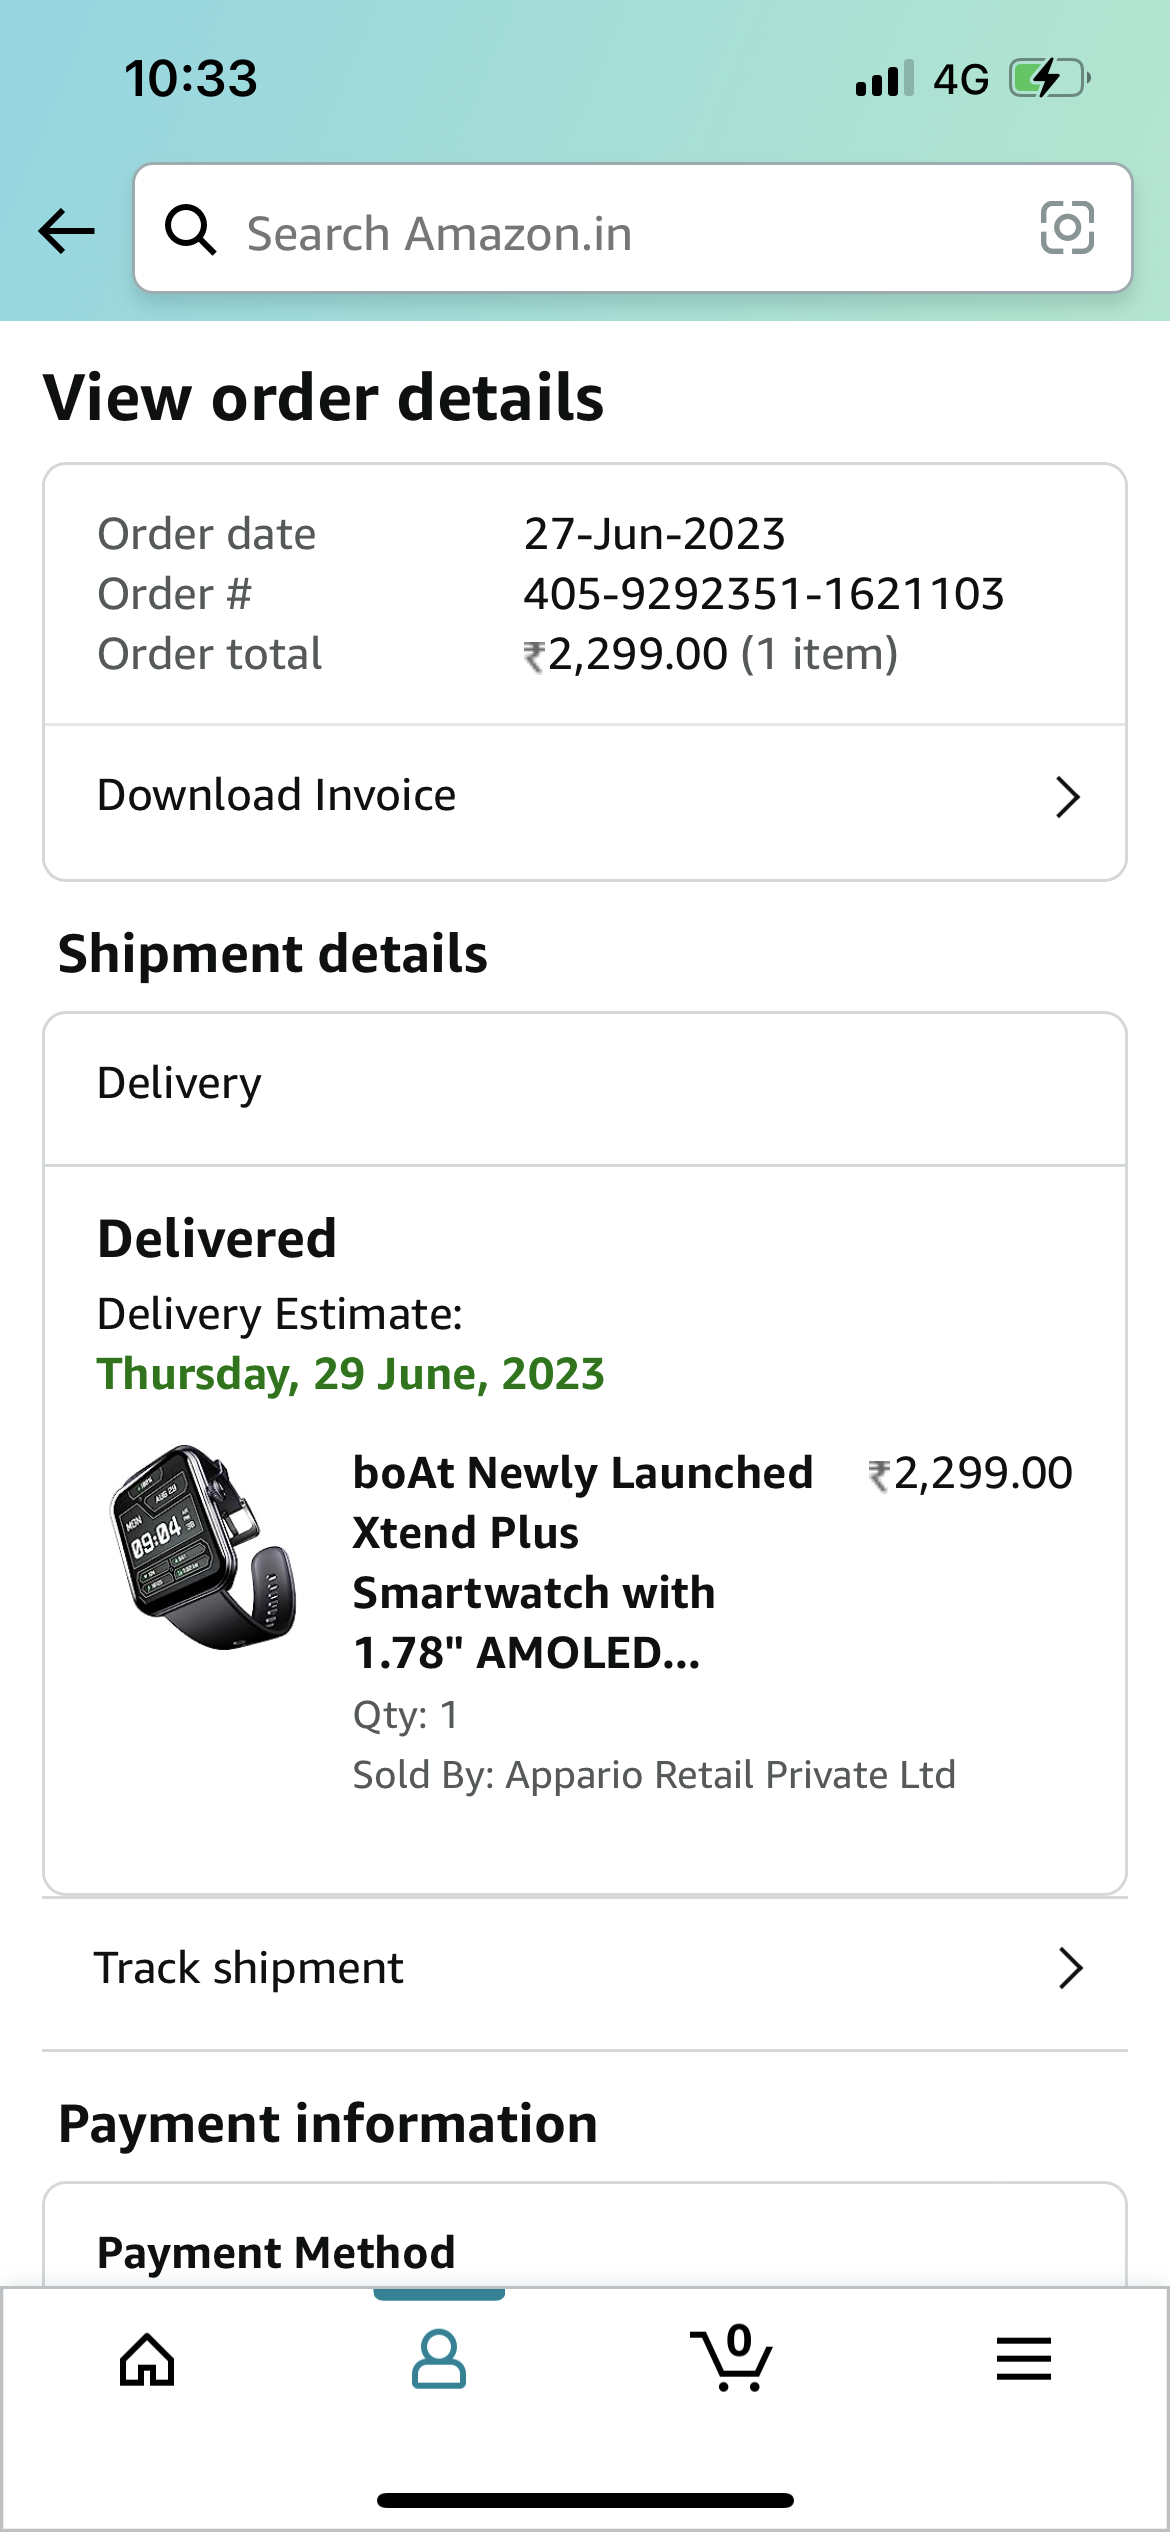 10:33
4G
Search Amazon.in
View order details
Order date 27-Jun-2023
Order # 405-9292351-1621103
Order total ₹2,299.00 (1 item)
Download Invoice
Shipment details
Delivery
Delivered
Delivery Estimate:
Thursday, 29 June, 2023
AUG 29
MON
09:04
boAt Newly Launched ₹2,299.00
Xtend Plus
Smartwatch with
1.78" AMOLED...
Qty: 1
Sold By: Appario Retail Private Ltd
Track shipment
Payment information
Payment Method
0